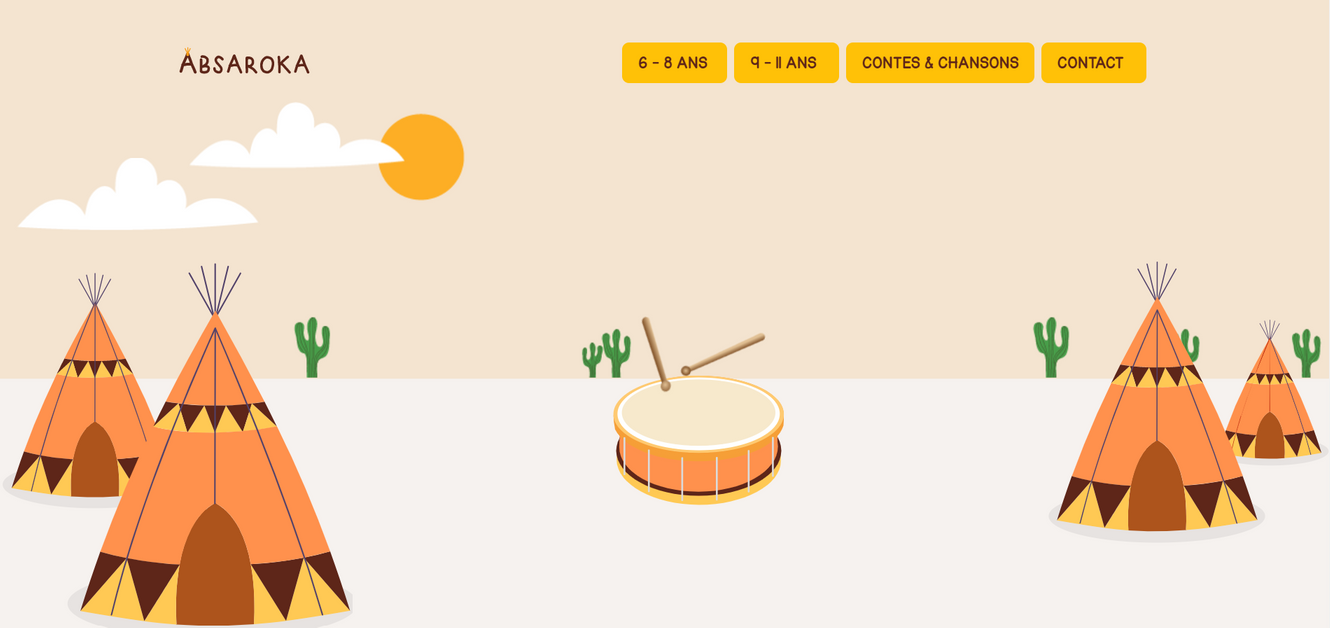 ABSAROKA
6 - 8 ANS
9 - 11 ANS
CONTES & CHANSONS
CONTACT